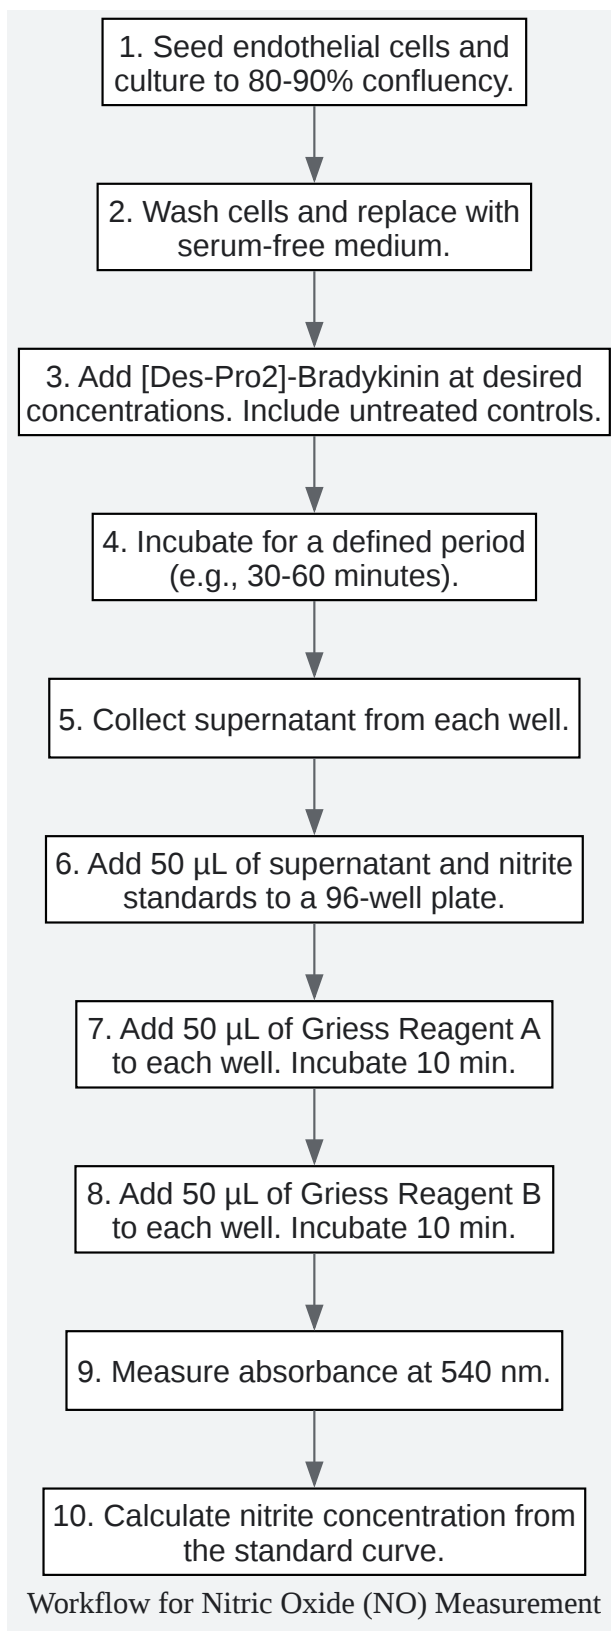 1. Seed endothelial cells and
culture to 80-90% confluency.
2. Wash cells and replace with
serum-free medium.
3. Add [Des-Pro2]-Bradykinin at desired
concentrations. Include untreated controls.
4. Incubate for a defined period
(e.g., 30-60 minutes).
5. Collect supernatant from each well.
6. Add 50 µL of supernatant and nitrite
standards to a 96-well plate.
7. Add 50 µL of Griess Reagent A
to each well. Incubate 10 min.
8. Add 50 µL of Griess Reagent B
to each well. Incubate 10 min.
9. Measure absorbance at 540 nm.
10. Calculate nitrite concentration from
the standard curve.
Workflow for Nitric Oxide (NO) Measurement